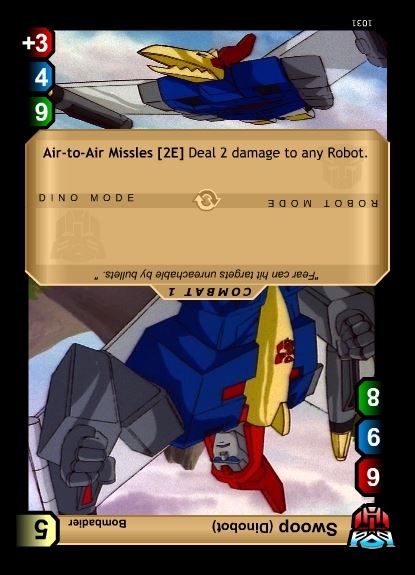 +3
4
9
Air-to-Air Missles [2E] Deal 2 damage to any Robot.
DINO MODE
3
ROBOT MODE
"Fear can hit targets unreachable by bullets. "
COMBAT 1
8
6
9
Swoop (Dinobot)
Bombadier
5
1031